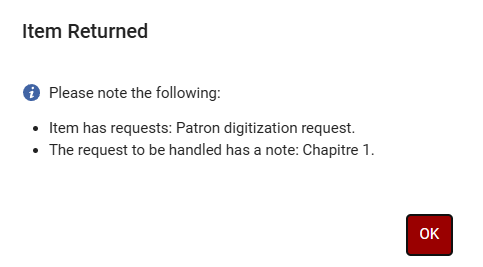 Item Returned
Please note the following:
• Item has requests: Patron digitization request.
• The request to be handled has a note: Chapitre 1.
OK